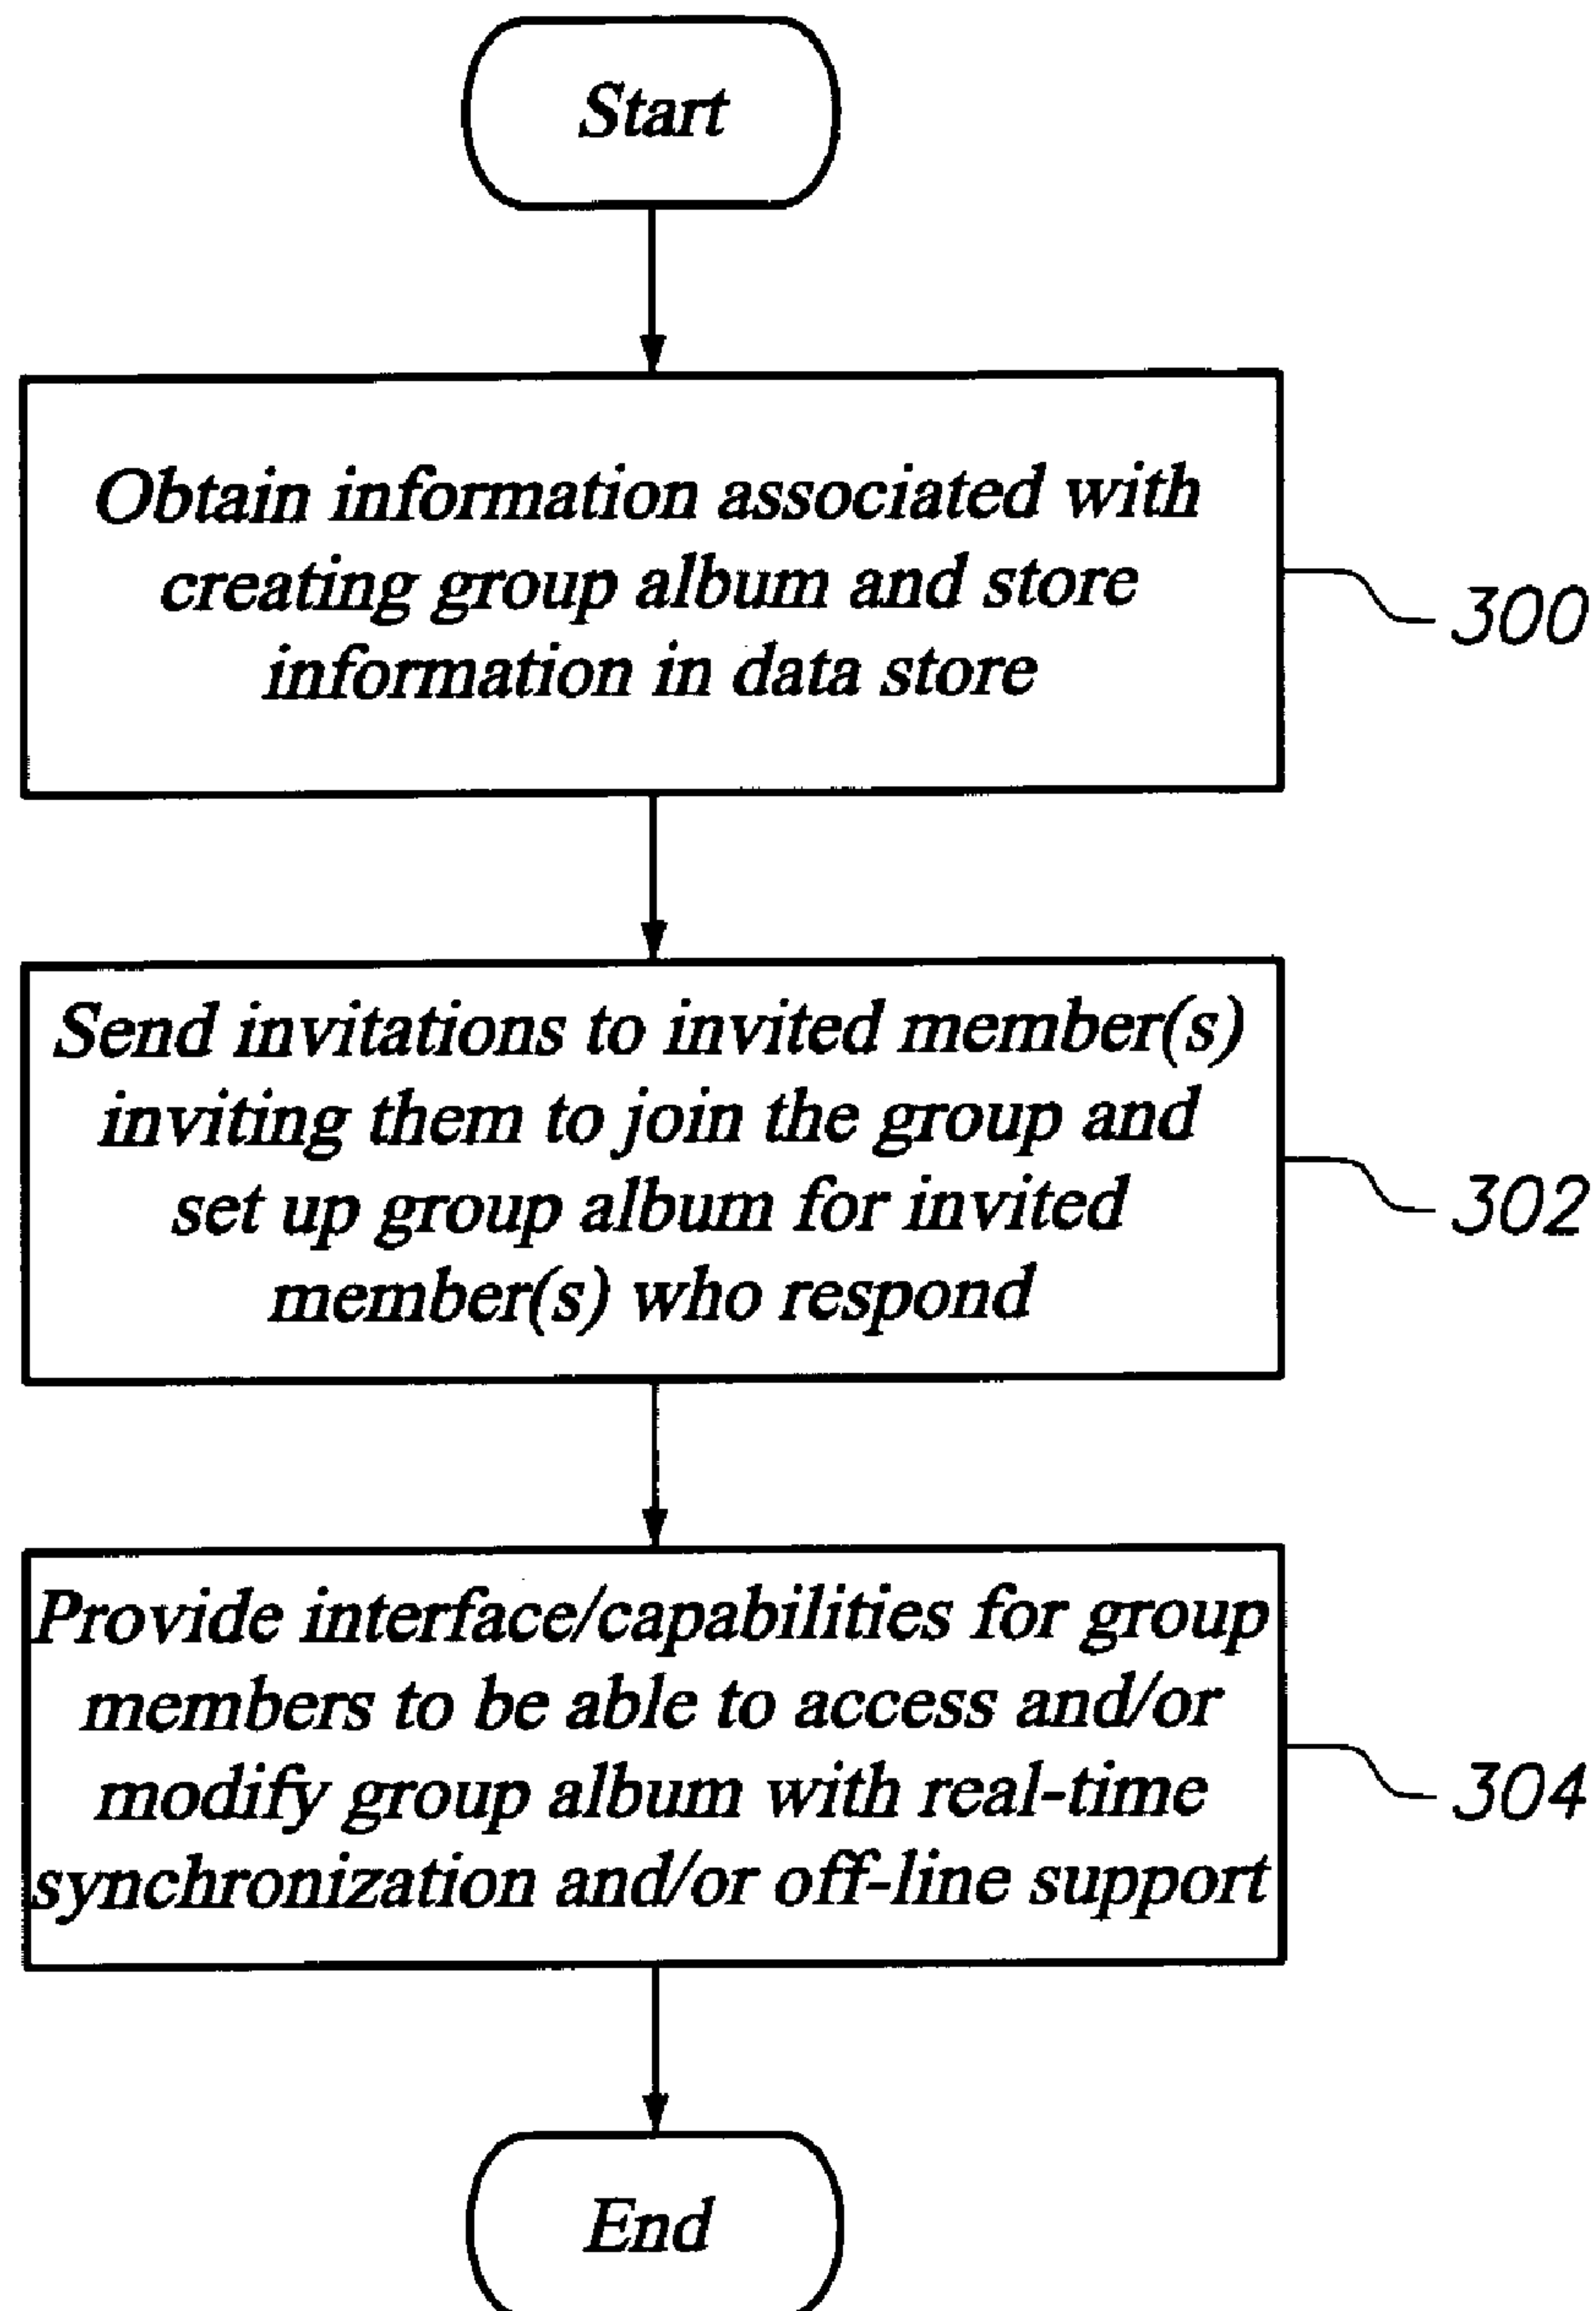 Start
Obtain information associated with
creating group album and store
information in data store
300
Send invitations to invited member(s)
inviting them to join the group and
set up group album for invited
member(s) who respond
302
Provide interface/capabilities for group
members to be able to access and/or
modify group album with real-time
synchronization and/or off-line support
304
End